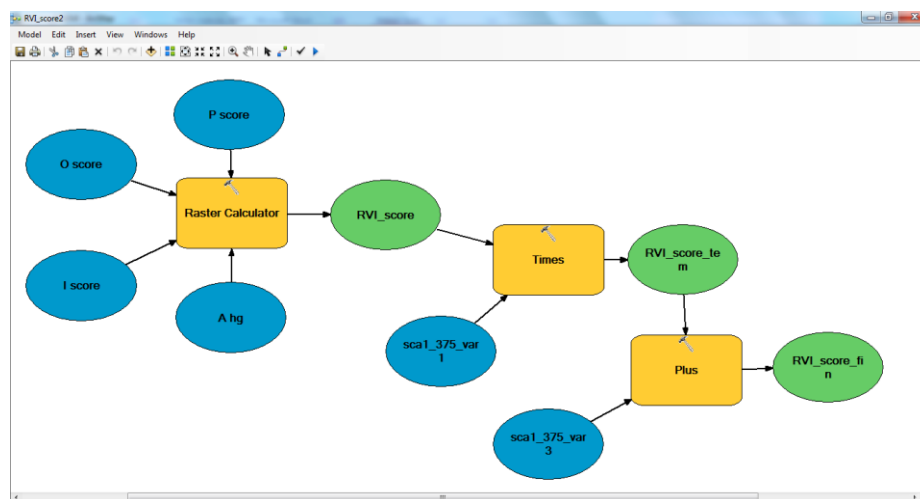 RVI_score2
Model Edit Insert View Windows Help
P score
O score
Raster Calculator
RVI_score
I score
A hg
Times
RVI_score_te
m
sca1_375_var
1
Plus
RVI_score_fi
n
sca1_375_var
3